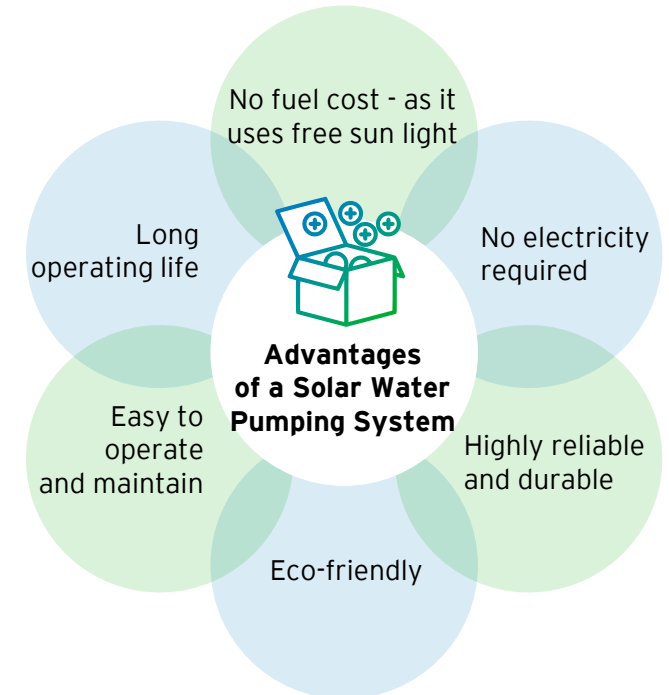 No fuel cost - as it
uses free sun light
Long
operating life
No electricity
required
Advantages
of a Solar Water
Pumping System
Easy to
operate
and maintain
Highly reliable
and durable
Eco-friendly